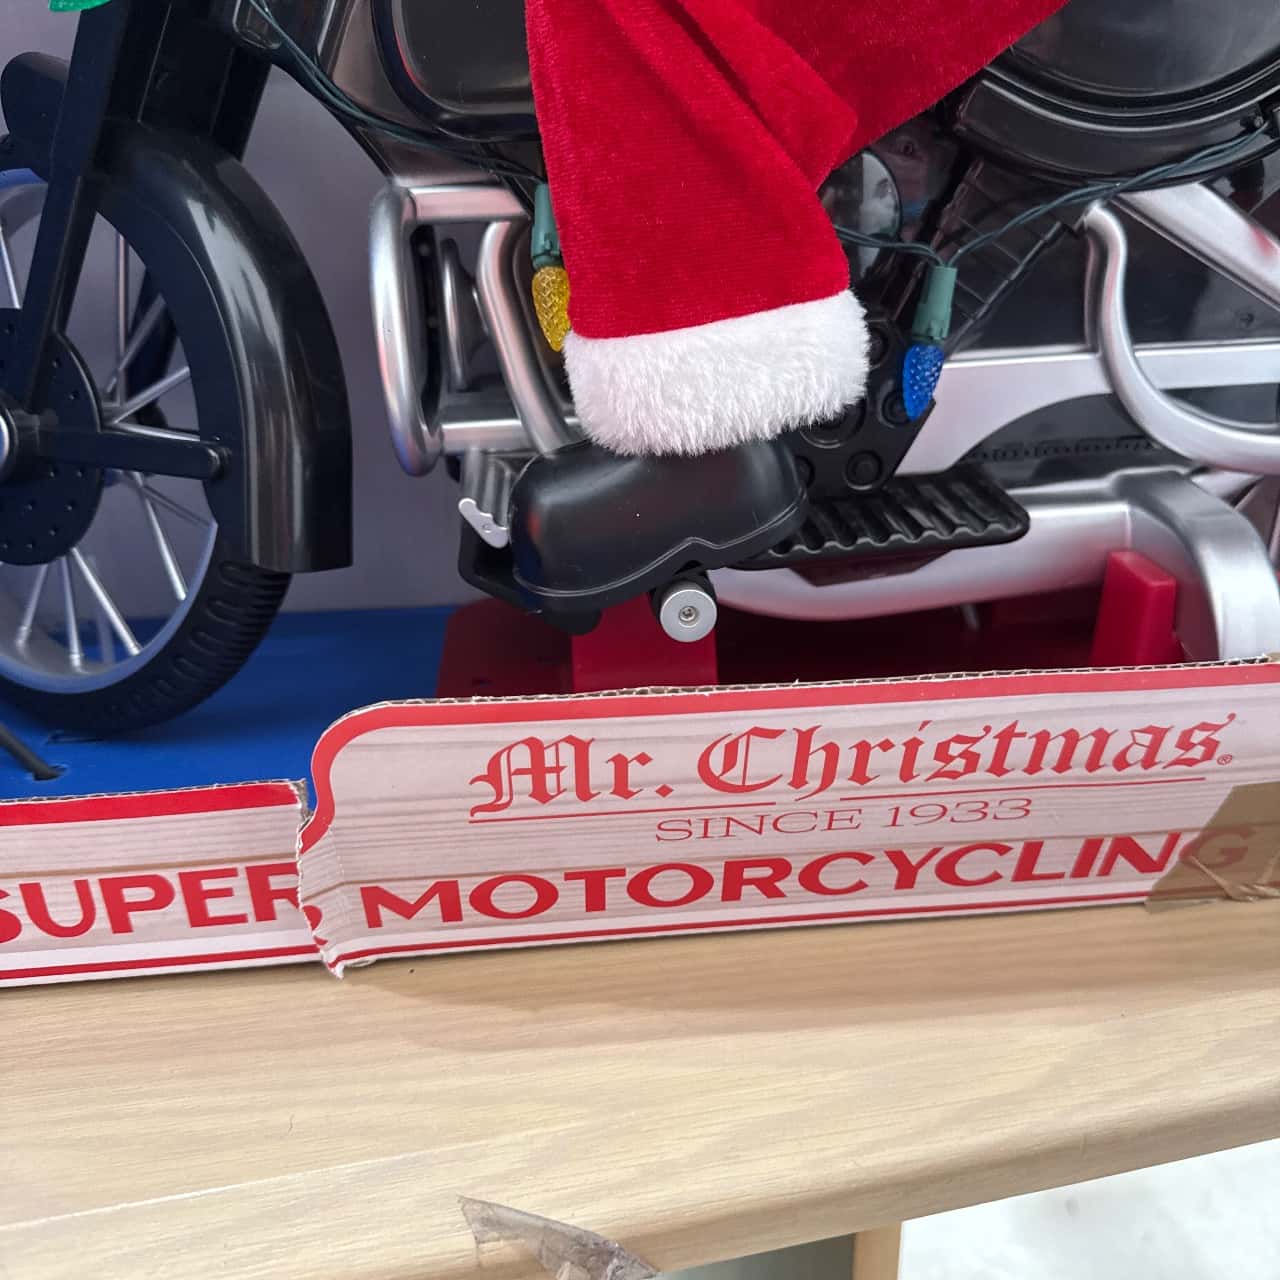 Mr. Christmas®
SINCE 1933
SUPER MOTORCYCLING